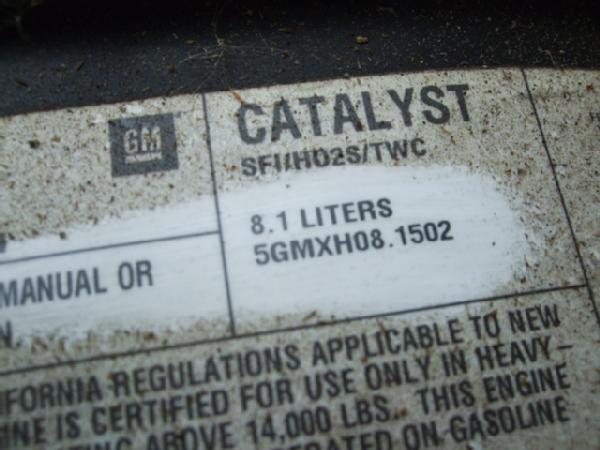 GM
CATALYST
SFI/HO2S/TWC
8.1 LITERS
5GMXH08.1502
MANUAL OR
N.
IFORNIA REGULATIONS APPLICABLE TO NEW
INE IS CERTIFIED FOR USE ONLY IN HEAVY-
ABOVE 14,000 LBS. THIS ENGINE
ON GASOLINE